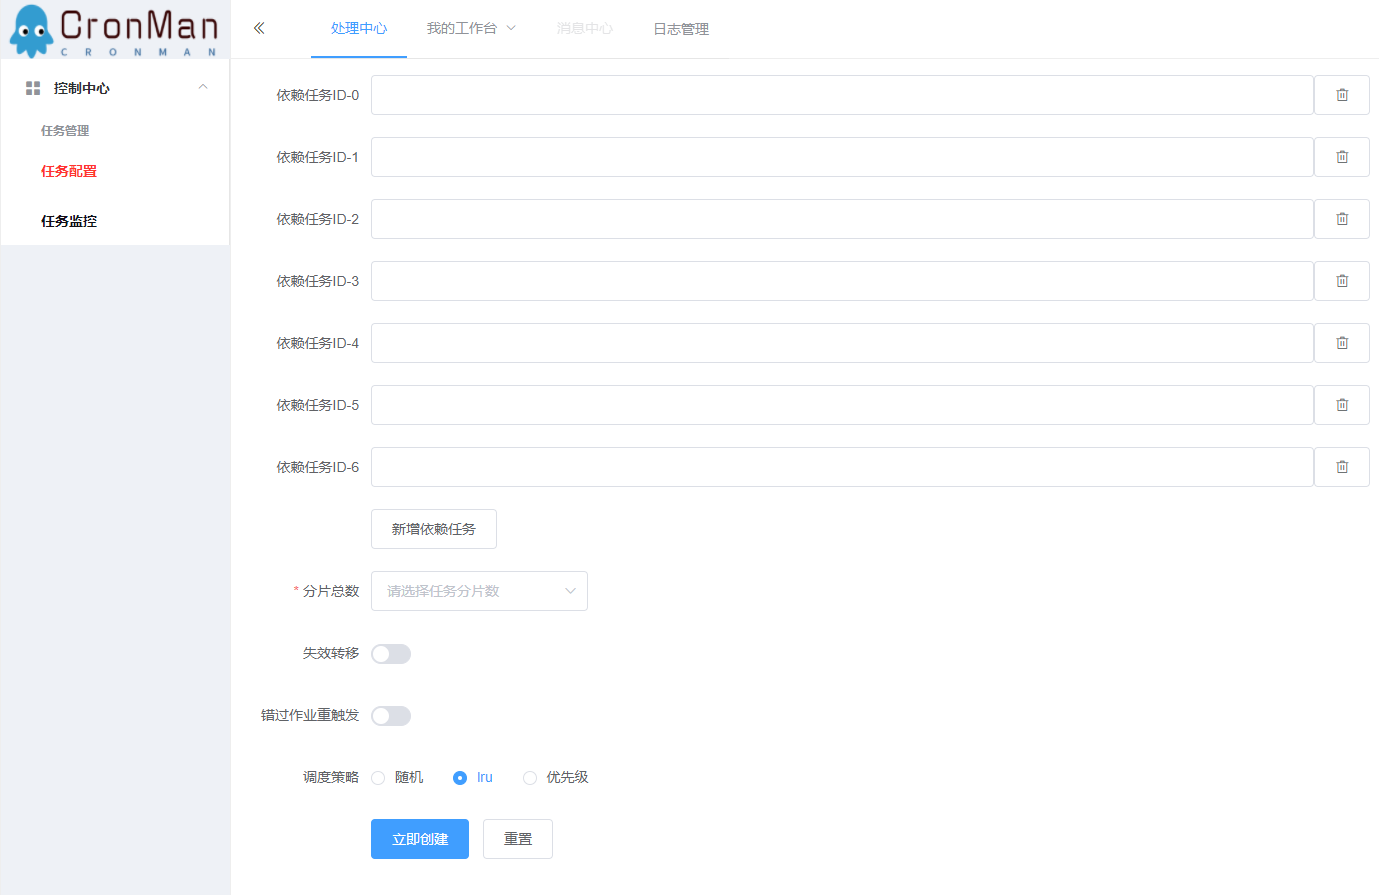 CronMan
CRONMAN
处理中心
我的工作台
消息中心
日志管理
控制中心
任务管理
任务配置
任务监控
依赖任务ID-0
依赖任务ID-1
依赖任务ID-2
依赖任务ID-3
依赖任务ID-4
依赖任务ID-5
依赖任务ID-6
新增依赖任务
* 分片总数 请选择任务分片数
失效转移
错过作业重触发
调度策略 随机 lru 优先级
立即创建 重置